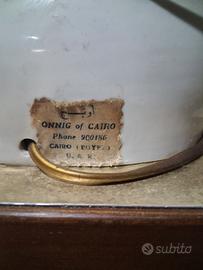 ONNIG of CAIRO
Phone 900186
CAIRO (EGYPT)
U. A. R.
subito